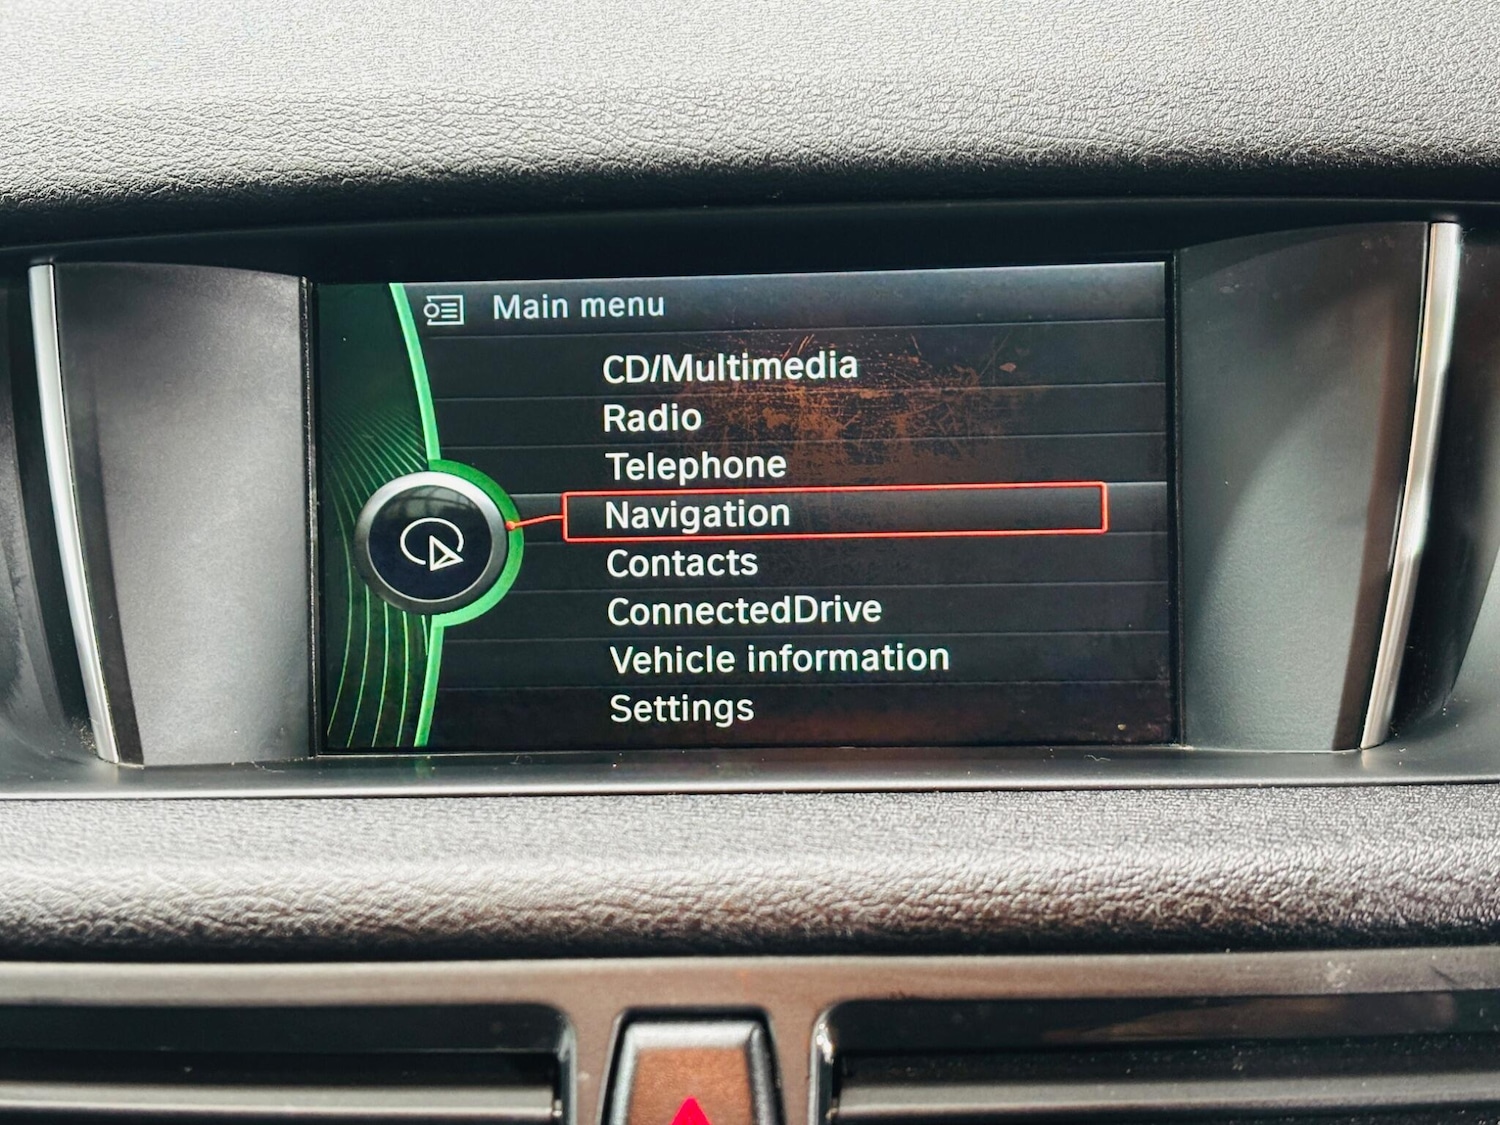 Main menu
CD/Multimedia
Radio
Telephone
Navigation
Contacts
ConnectedDrive
Vehicle information
Settings